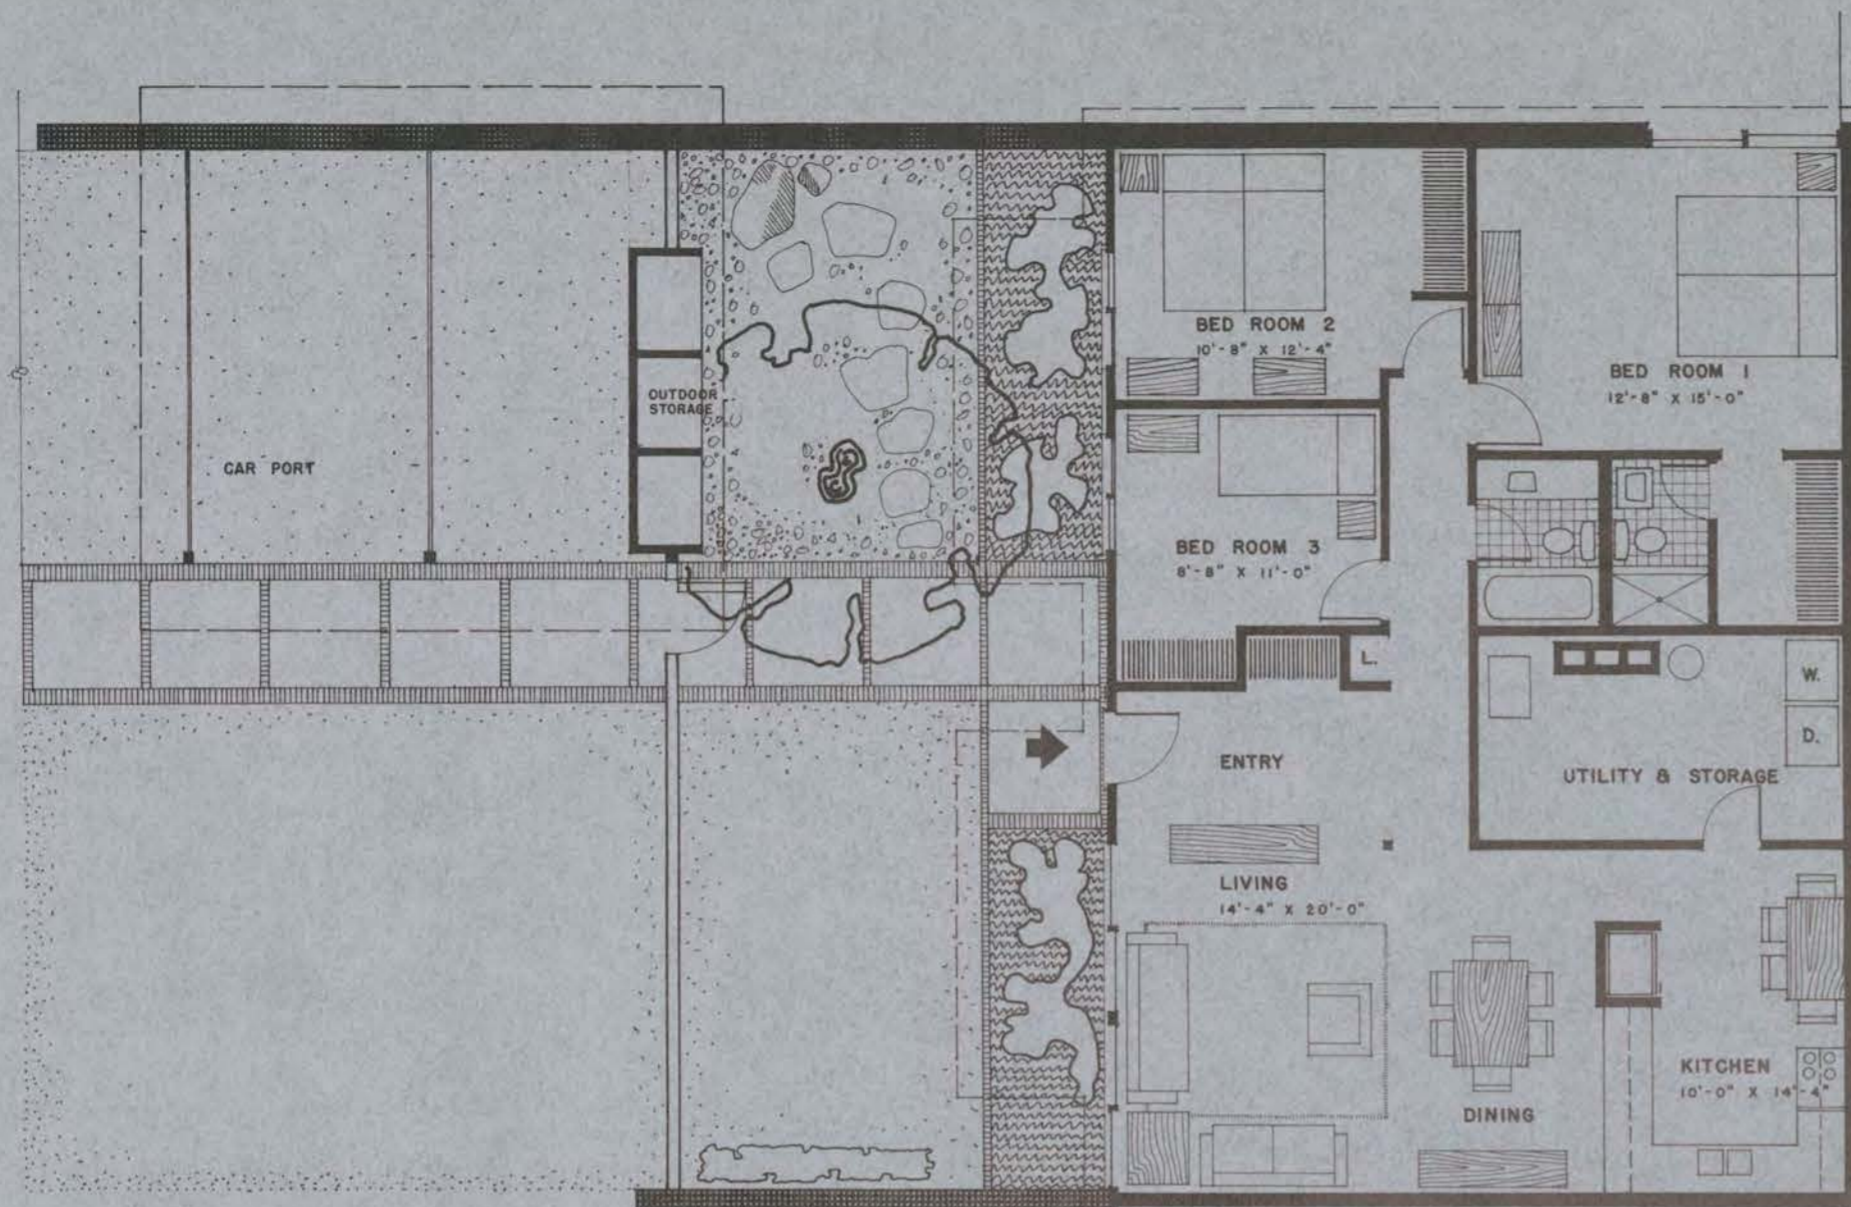 BED ROOM 2
10'-8" X 12'-4"
BED ROOM 1
12'-8" X 15'-0"
OUTDOOR
STORAGE
CAR PORT
BED ROOM 3
8'-8" X 11'-0"
L.
W.
D.
ENTRY
UTILITY & STORAGE
LIVING
14'-4" X 20'-0"
KITCHEN
10'-0" X 14'-4"
DINING